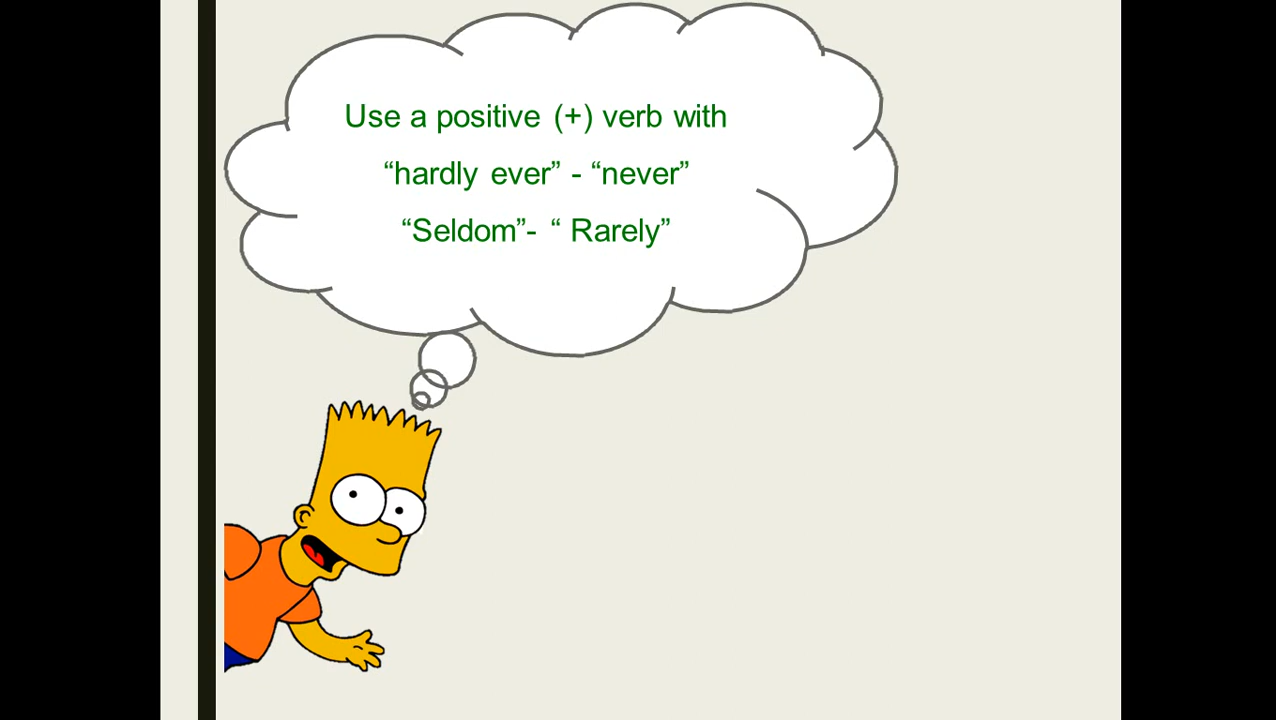 Use a positive (+) verb with
“hardly ever” - “never”
“Seldom”- “ Rarely”